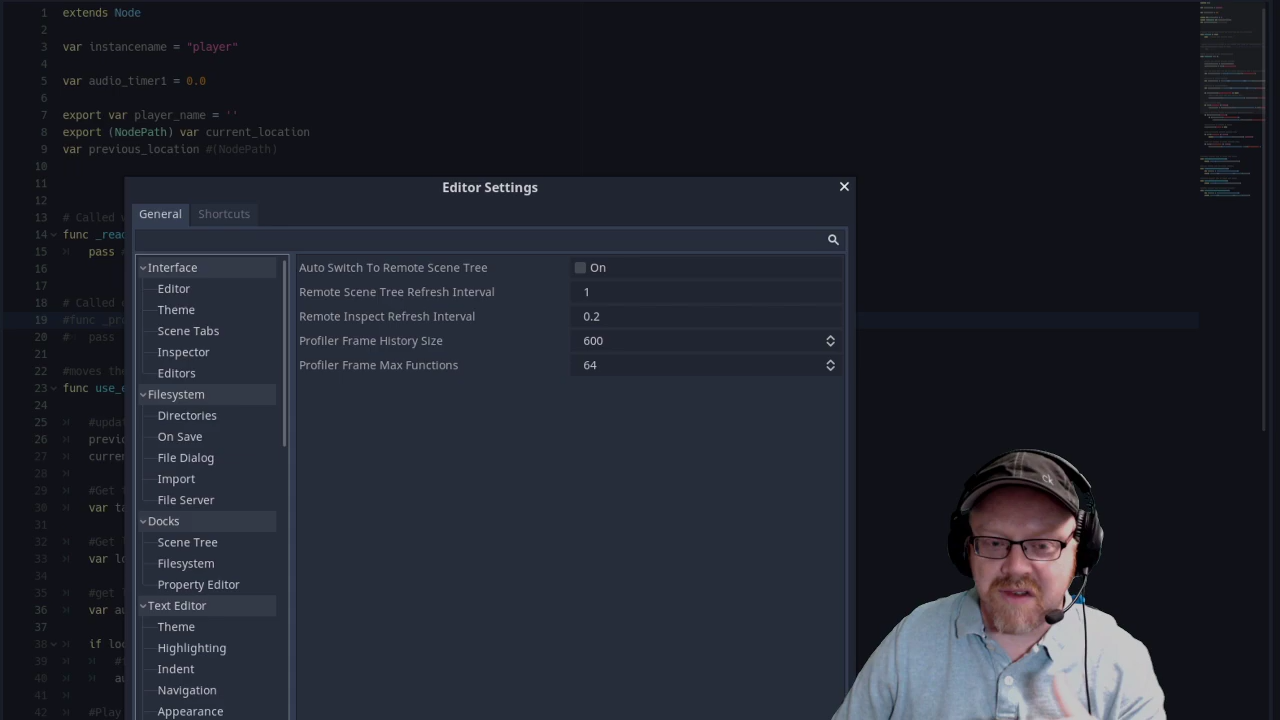 1 extends Node
2
3 var instancename = "player"
4
5 var audio_timer1 = 0.0
6
7 export var player_name = ''
8 export (NodePath) var current_location
9 var previous_location #(NodePath)
10
11
12
13 # Called
14 func _rea
15 pass
16
17
18 # Called
19 #func _pr
20 # pass
21
22 #moves the
23 func use_
24
25 #updat
26 previo
27 curren
28
29 #Get
30 var ta
31
32 #Get
33 var lo
34
35 #get
36 var au
37
38 if loc
39
40 au
41
42 #Play
Editor Settings
General Shortcuts
Interface
Editor
Theme
Scene Tabs
Inspector
Editors
Filesystem
Directories
On Save
File Dialog
Import
File Server
Docks
Scene Tree
Filesystem
Property Editor
Text Editor
Theme
Highlighting
Indent
Navigation
Appearance
Auto Switch To Remote Scene Tree On
Remote Scene Tree Refresh Interval 1
Remote Inspect Refresh Interval 0.2
Profiler Frame History Size 600
Profiler Frame Max Functions 64